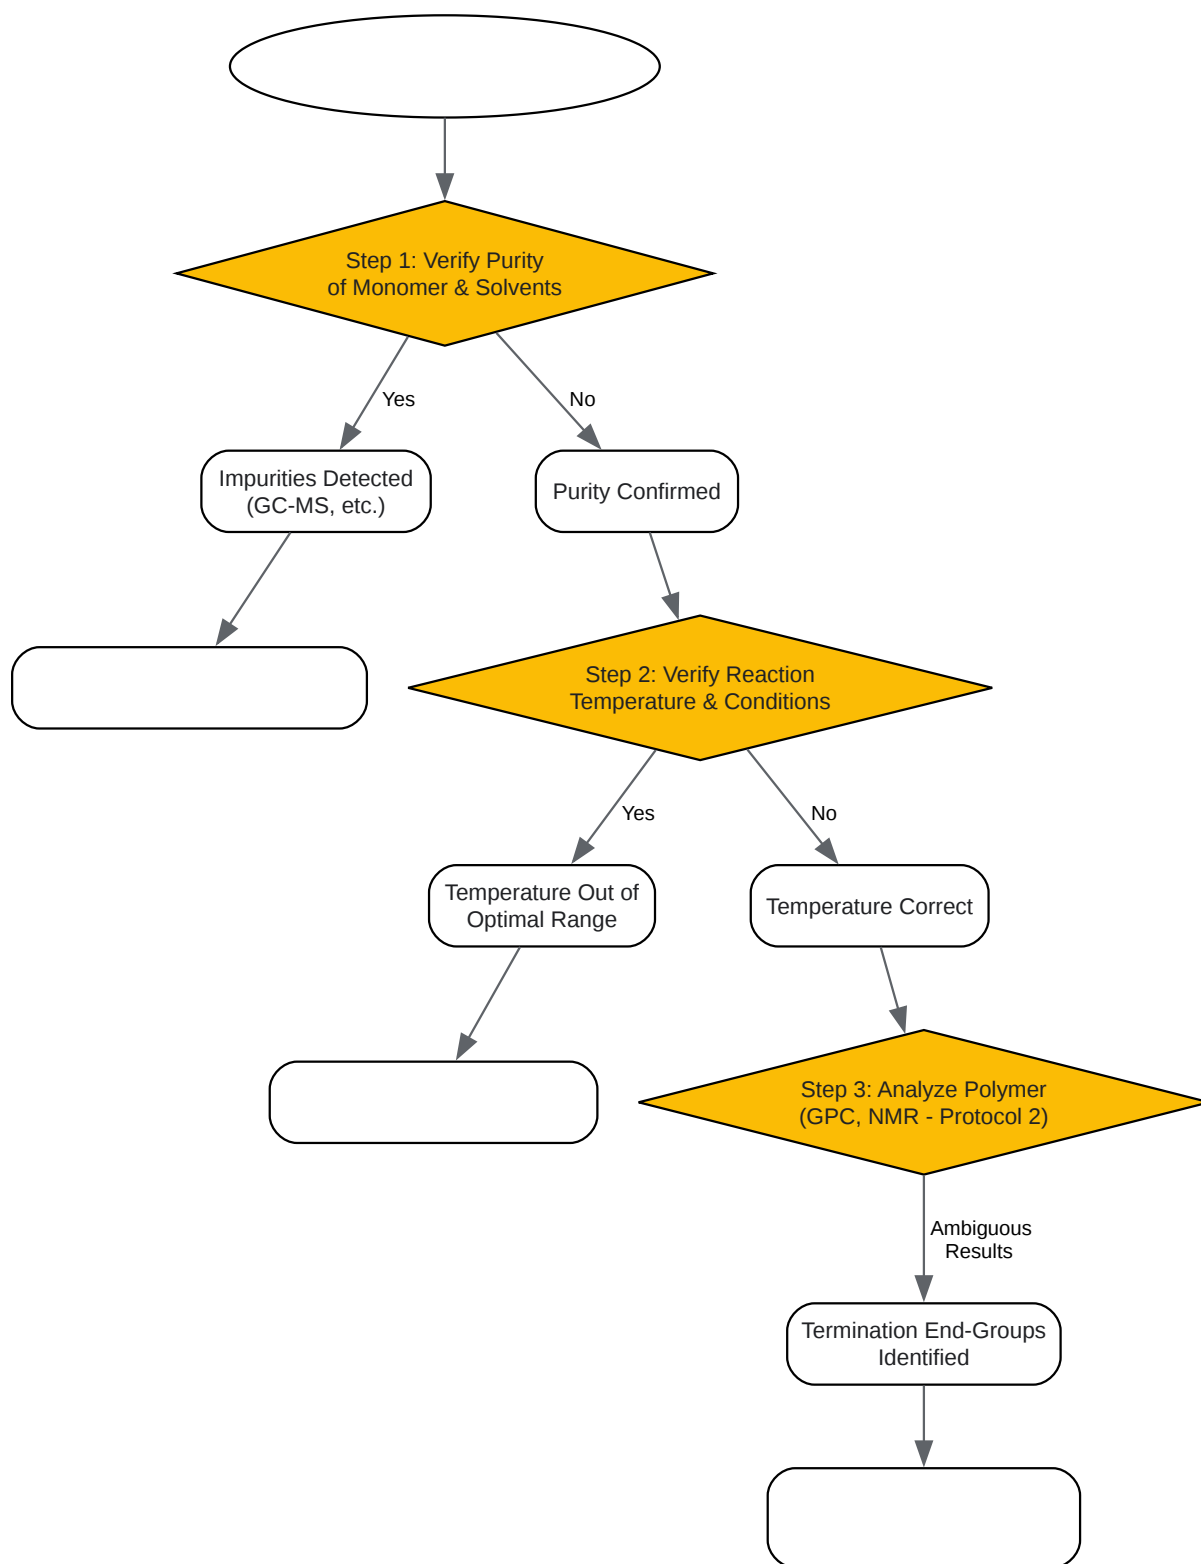 Step 1: Verify Purity
of Monomer & Solvents
Yes
No
Impurities Detected
(GC-MS, etc.)
Purity Confirmed
Step 2: Verify Reaction
Temperature & Conditions
Yes
No
Temperature Out of
Optimal Range
Temperature Correct
Step 3: Analyze Polymer
(GPC, NMR - Protocol 2)
Ambiguous
Results
Termination End-Groups
Identified